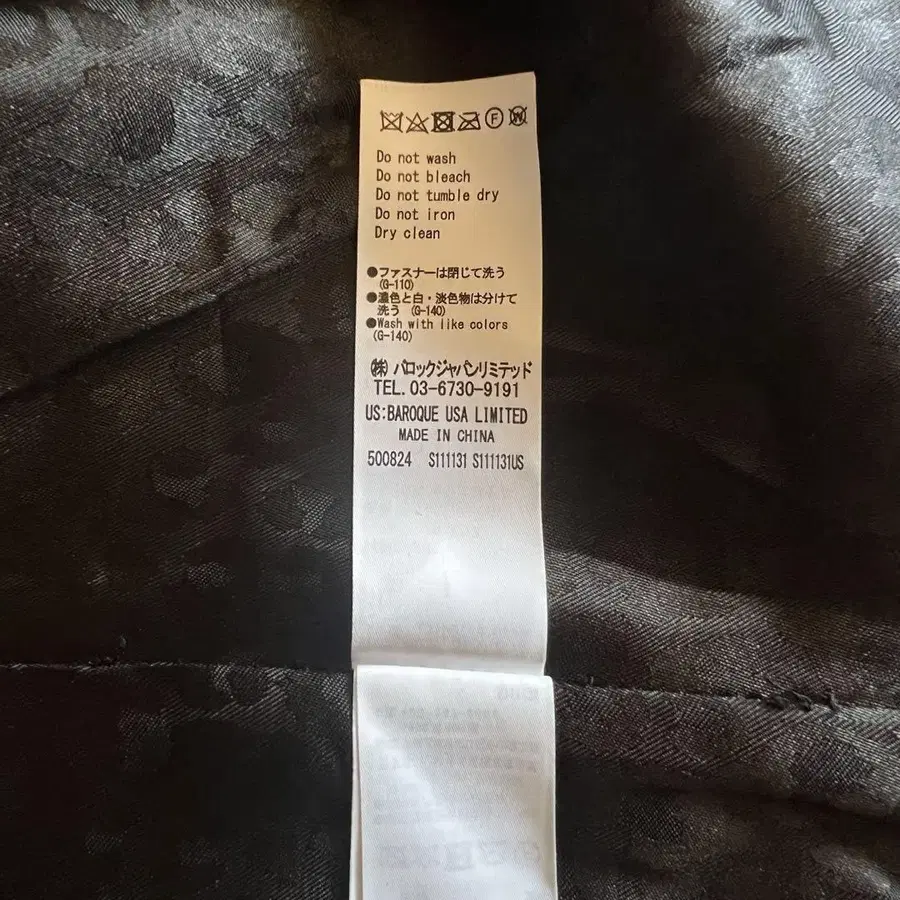 F W
Do not wash
Do not bleach
Do not tumble dry
Do not iron
Dry clean
●ファスナーは閉じて洗う
(G-110)
●濃色と白・淡色物は分けて
洗う (G-140)
●Wash with like colors
(G-140)
㈱ バロックジャパンリミテッド
TEL. 03-6730-9191
US:BAROQUE USA LIMITED
MADE IN CHINA
500824 S111131 S111131US